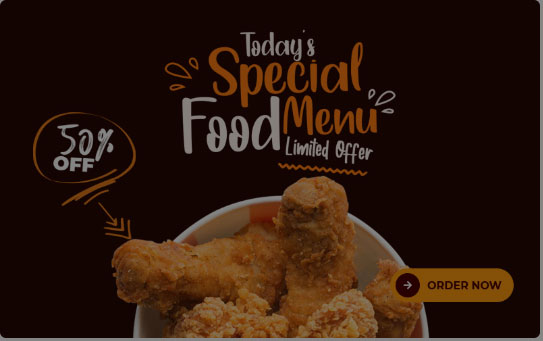 Today's
Special
Food Menu
Limited Offer
50%
OFF
ORDER NOW